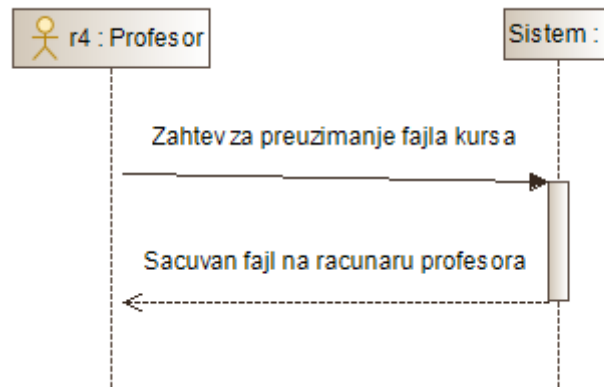 r4 : Profesor
Sistem :
Zahtev za preuzimanje fajla kursa
Sacuvan fajl na racunaru profesora